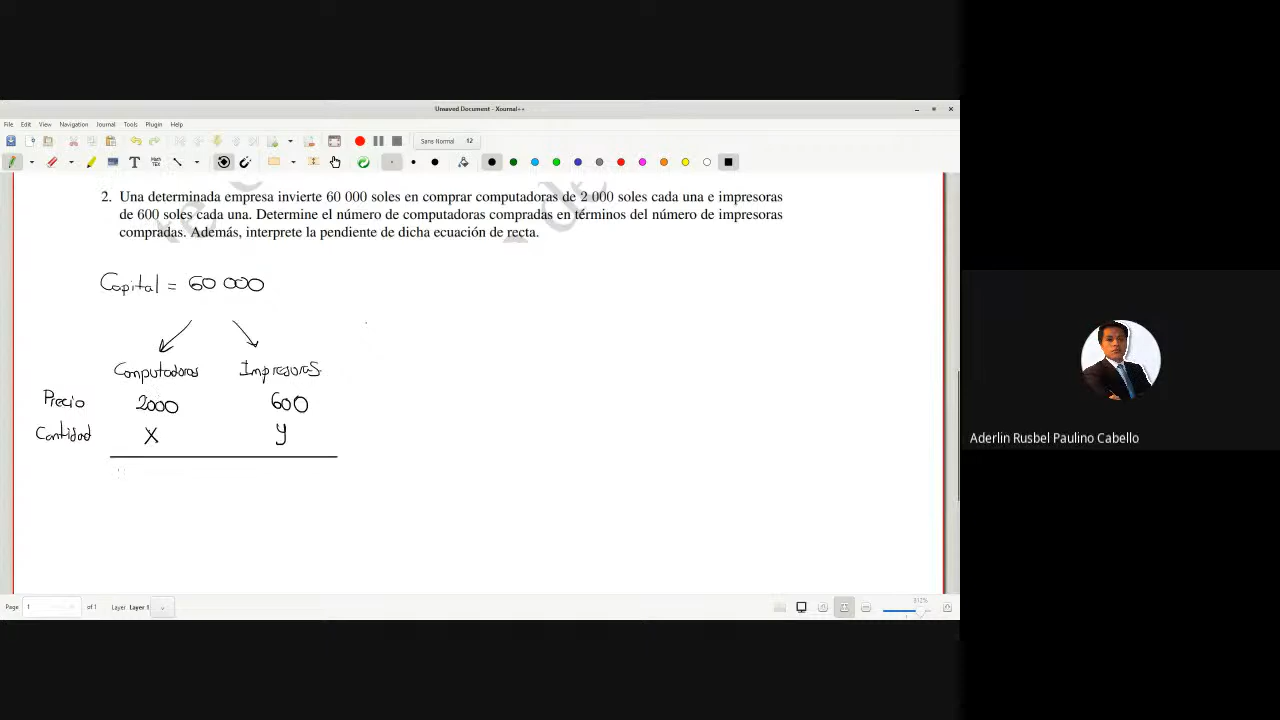 Unsaved Document - Xournal++
File Edit View Navigation Journal Tools Plugin Help
Sans Normal 12
2. Una determinada empresa invierte 60 000 soles en comprar computadoras de 2 000 soles cada una e impresoras
de 600 soles cada una. Determine el número de computadoras compradas en términos del número de impresoras
compradas. Además, interprete la pendiente de dicha ecuación de recta.
Capital = 60 000
Computadoras Impresoras
Precio 2000 600
Cantidad x y
Aderlin Rusbel Paulino Cabello
Page 1 of 1 Layer Layer 1
312%